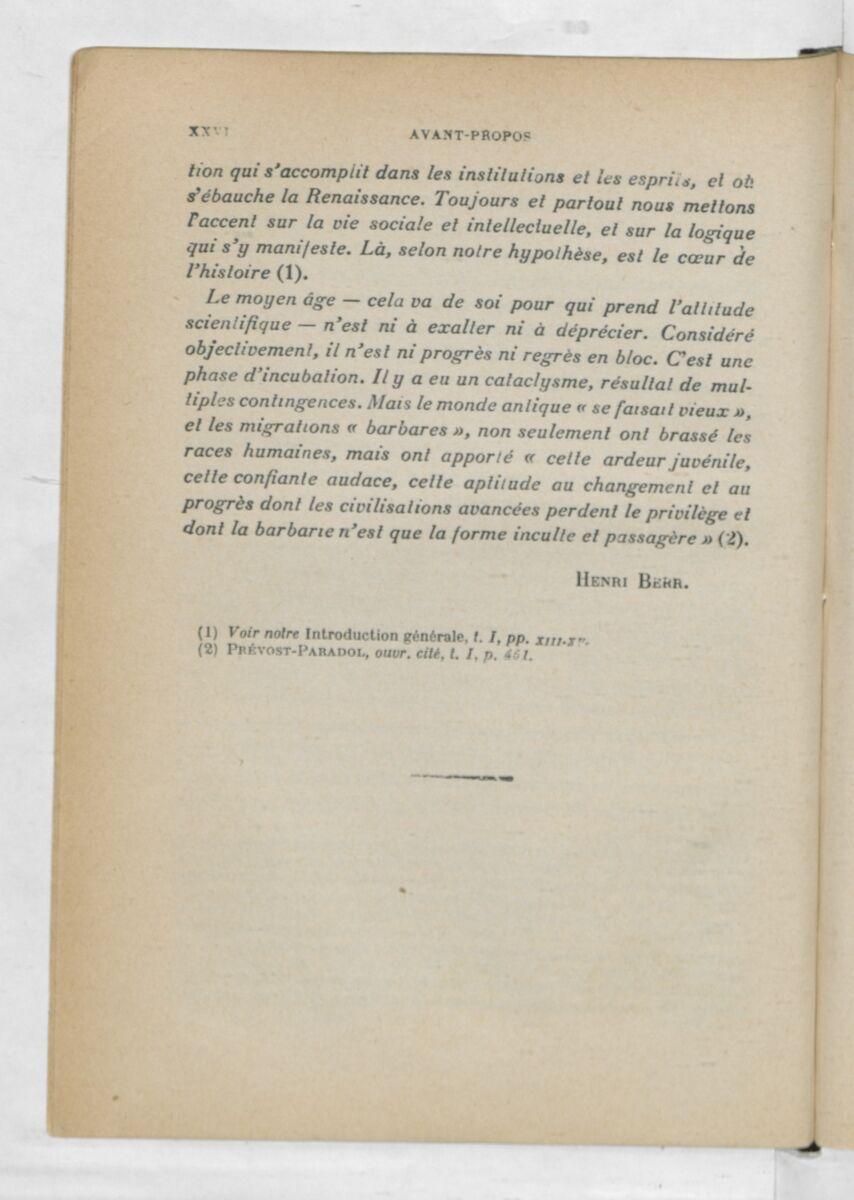 XXVI AVANT-PROPOS
tion qui s'accomplit dans les institutions et les esprits, et où
s'ébauche la Renaissance. Toujours et partout nous mettons
l'accent sur la vie sociale et intellectuelle, et sur la logique
qui s'y manifeste. Là, selon notre hypothèse, est le cœur de
l'histoire (1).
Le moyen âge — cela va de soi pour qui prend l'attitude
scientifique — n'est ni à exalter ni à déprécier. Considéré
objectivement, il n'est ni progrès ni regrès en bloc. C'est une
phase d'incubation. Il y a eu un cataclysme, résultat de mul-
tiples contingences. Mais le monde antique « se faisait vieux »,
et les migrations « barbares », non seulement ont brassé les
races humaines, mais ont apporté « cette ardeur juvénile,
cette confiante audace, cette aptitude au changement et au
progrès dont les civilisations avancées perdent le privilège et
dont la barbarie n'est que la forme inculte et passagère » (2).
HENRI BERR.
(1) Voir notre Introduction générale, t. I, pp.
(2) PRÉVOST-PARADOL, ouvr. cité, t. I, p.